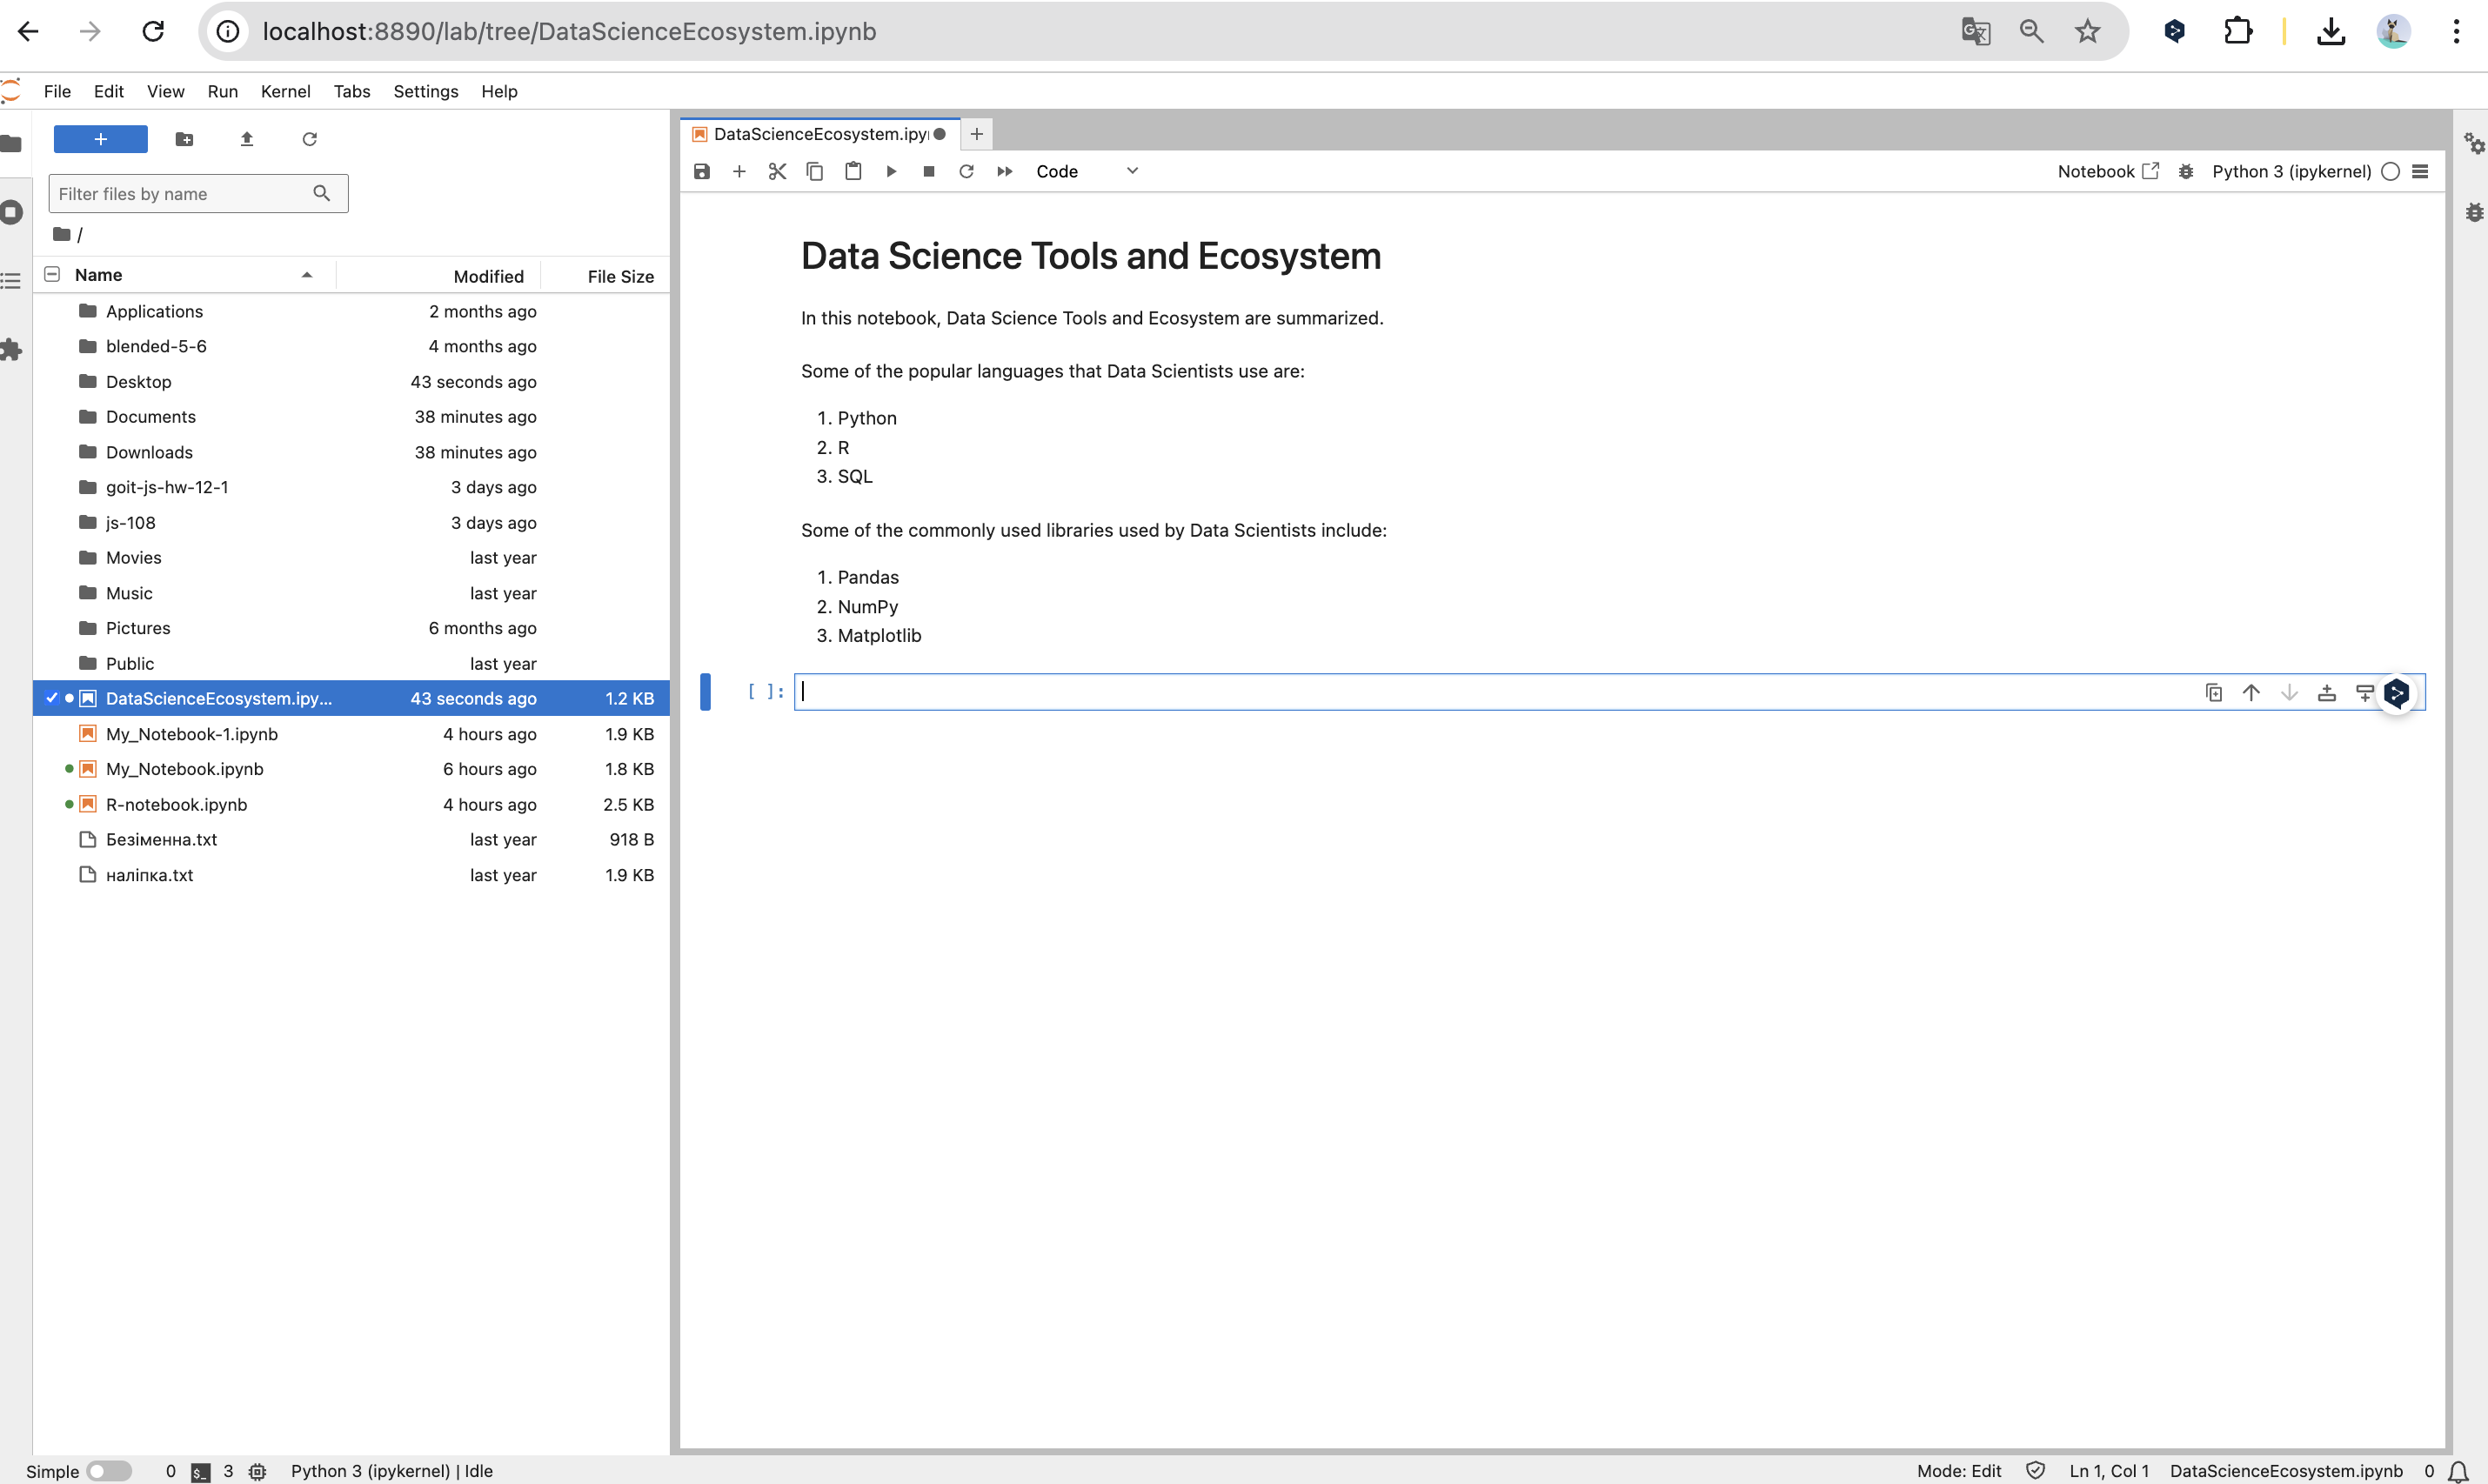 localhost:8890/lab/tree/DataScienceEcosystem.ipynb
File Edit View Run Kernel Tabs Settings Help
Filter files by name
/
Name Modified File Size
Applications 2 months ago
blended-5-6 4 months ago
Desktop 43 seconds ago
Documents 38 minutes ago
Downloads 38 minutes ago
goit-js-hw-12-1 3 days ago
js-108 3 days ago
Movies last year
Music last year
Pictures 6 months ago
Public last year
DataScienceEcosystem.ipy... 43 seconds ago 1.2 KB
My_Notebook-1.ipynb 4 hours ago 1.9 KB
My_Notebook.ipynb 6 hours ago 1.8 KB
R-notebook.ipynb 4 hours ago 2.5 KB
Безіменна.txt last year 918 B
наліпка.txt last year 1.9 KB
DataScienceEcosystem.ipy
Code
Notebook Python 3 (ipykernel)
Data Science Tools and Ecosystem
In this notebook, Data Science Tools and Ecosystem are summarized.
Some of the popular languages that Data Scientists use are:
1. Python
2. R
3. SQL
Some of the commonly used libraries used by Data Scientists include:
1. Pandas
2. NumPy
3. Matplotlib
[ ]:
Simple 0 $_ 3 Python 3 (ipykernel) | Idle
Mode: Edit Ln 1, Col 1 DataScienceEcosystem.ipynb 0